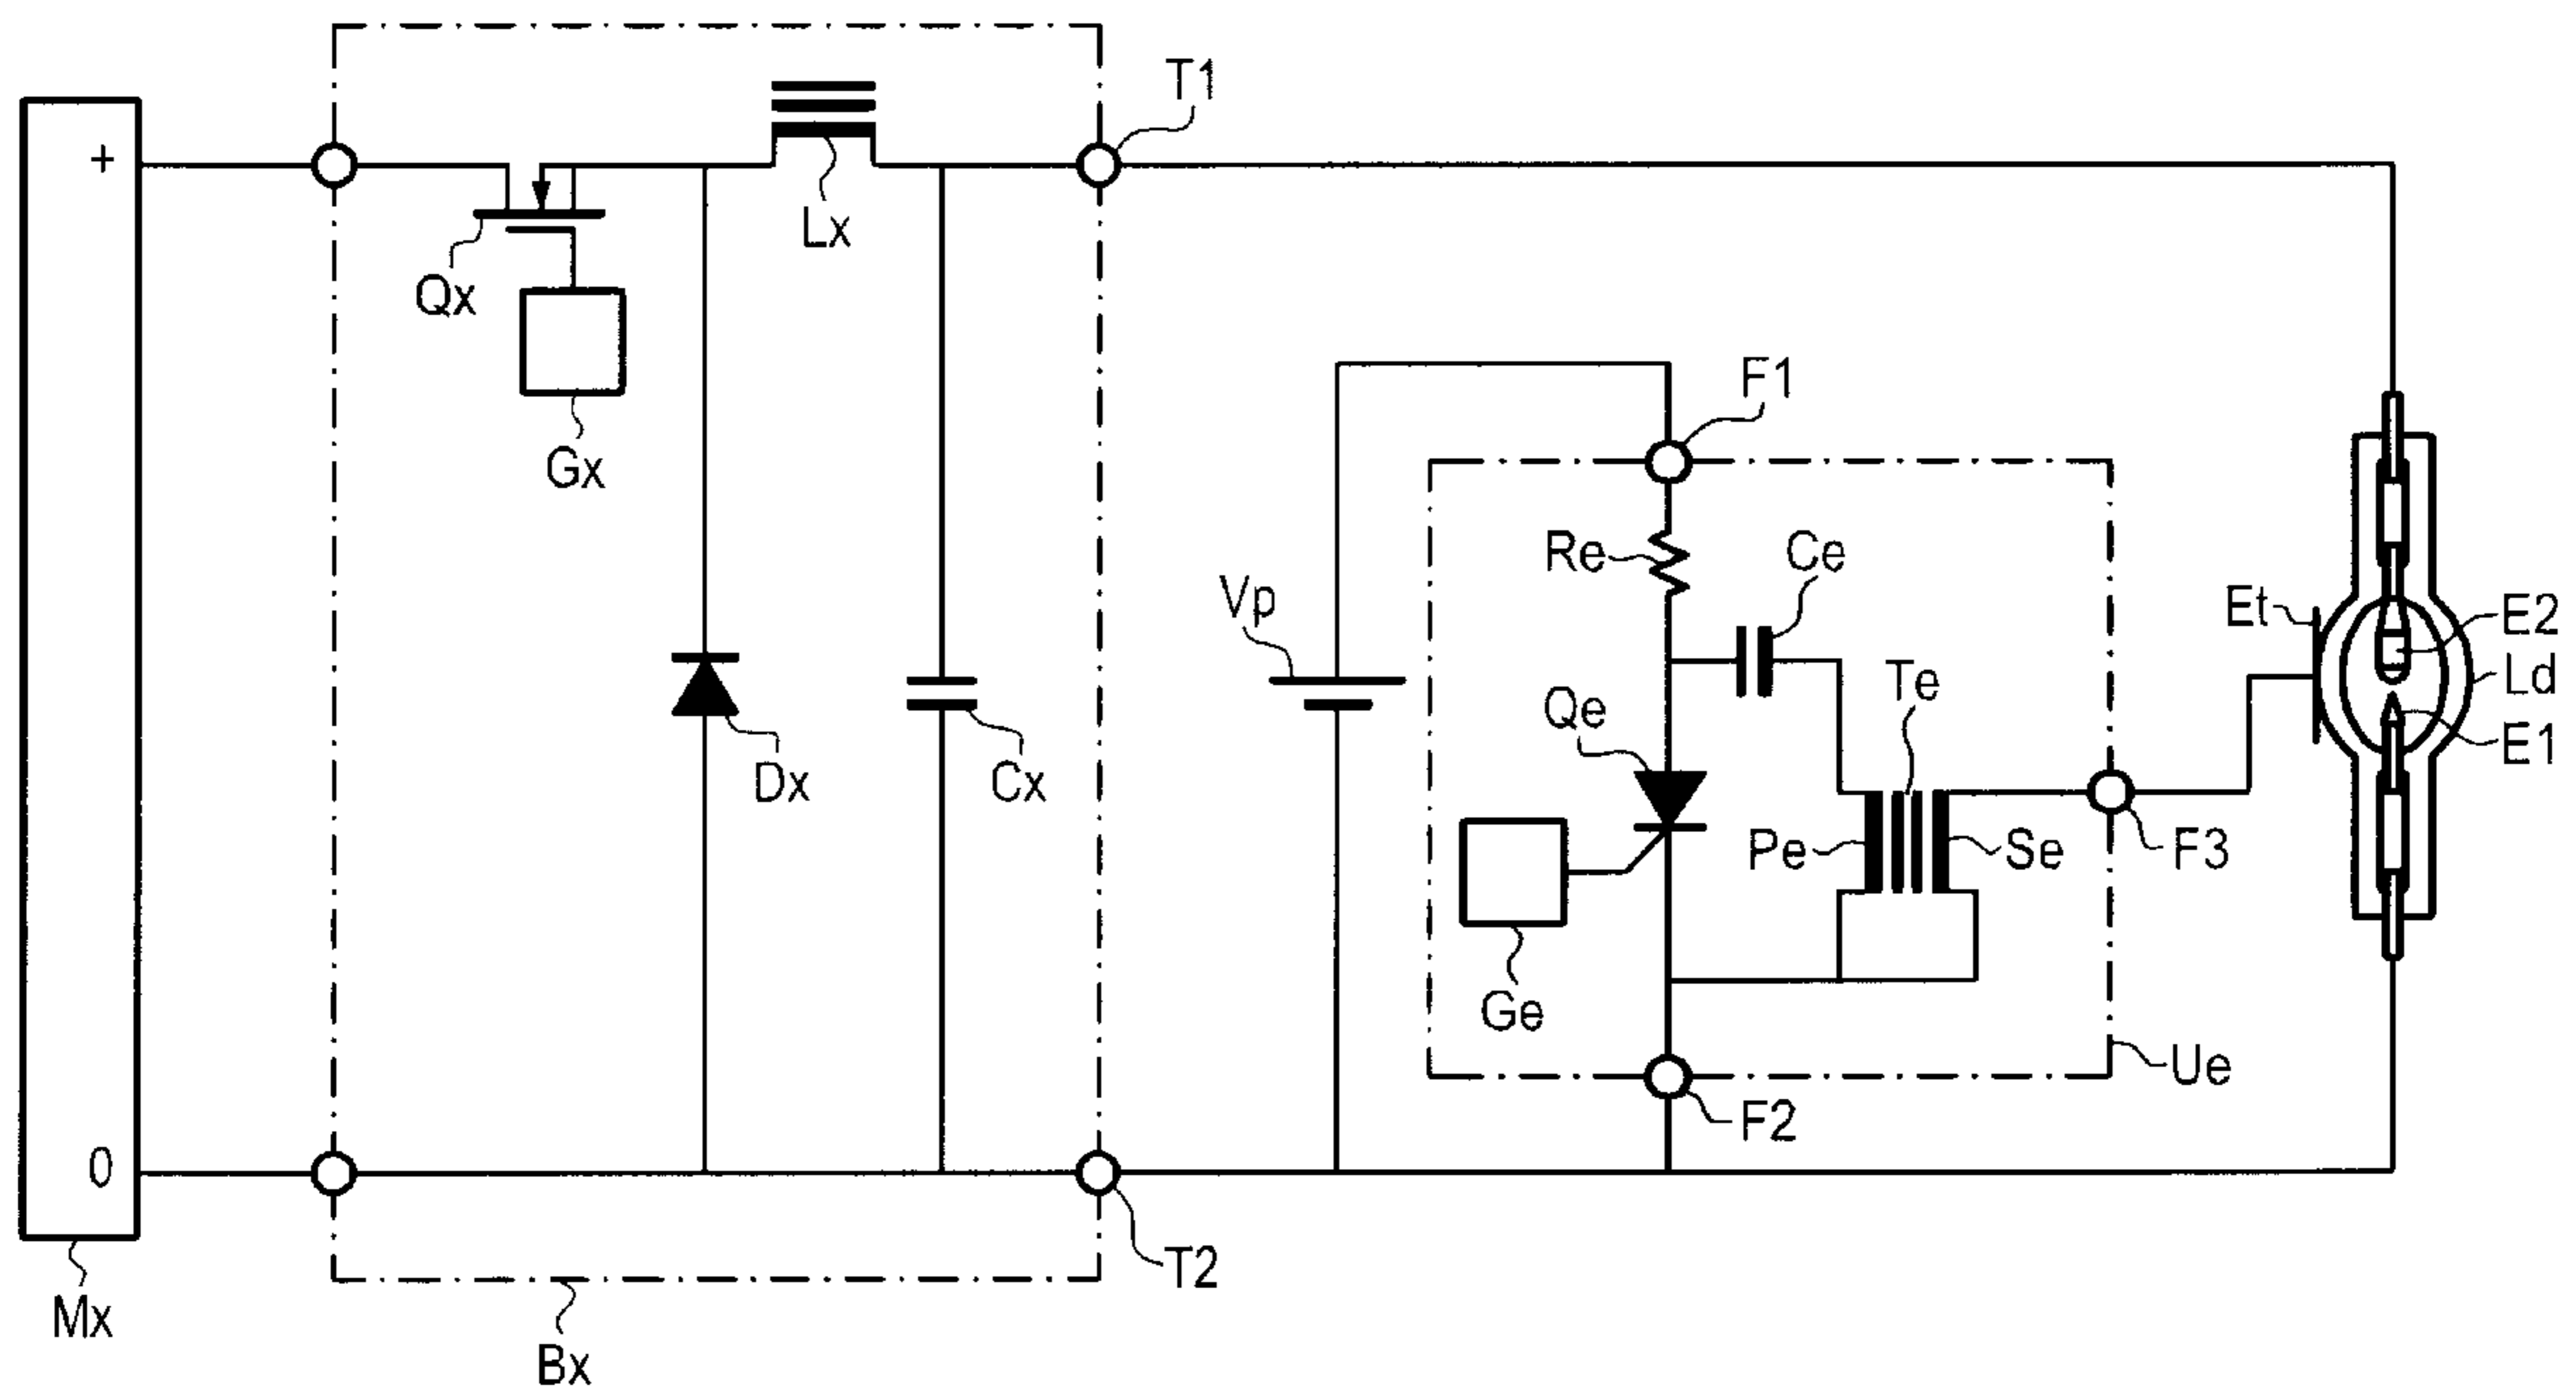 T1
+
Lx
Qx
F1
Gx
Re
Ce
Vp
Et
E2
Te
Ld
Qe
E1
Dx
Cx
Pe
Se
F3
Ge
Ue
F2
0
T2
Mx
Bx